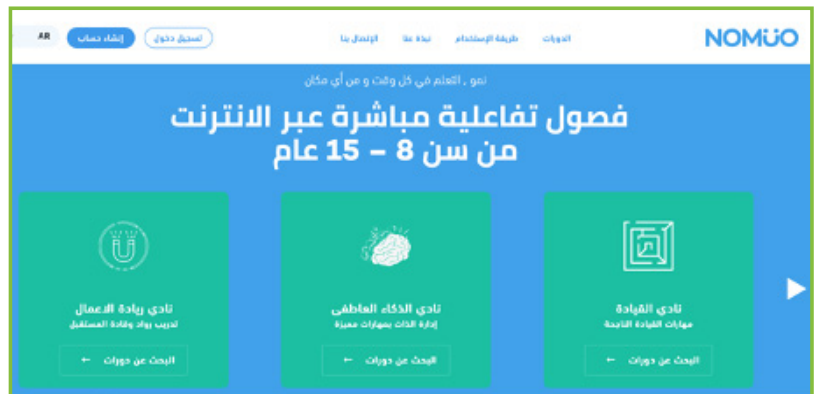 NOMUO
الدورات
طريقة الإستخدام
نبذة عنا
الإتصال بنا
تسجيل دخول
إنشاء حساب
AR
نمو . التعلم في كل وقت و من أي مكان
فصول تفاعلية مباشرة عبر الانترنت
من سن 8 – 15 عام
نادي القيادة
مهارات القيادة الناجحة
البحث عن دورات ←
نادي الذكاء العاطفي
إدارة الذات بمهارات مميزة
البحث عن دورات ←
نادي ريادة الاعمال
تدريب رواد وقادة المستقبل
البحث عن دورات ←